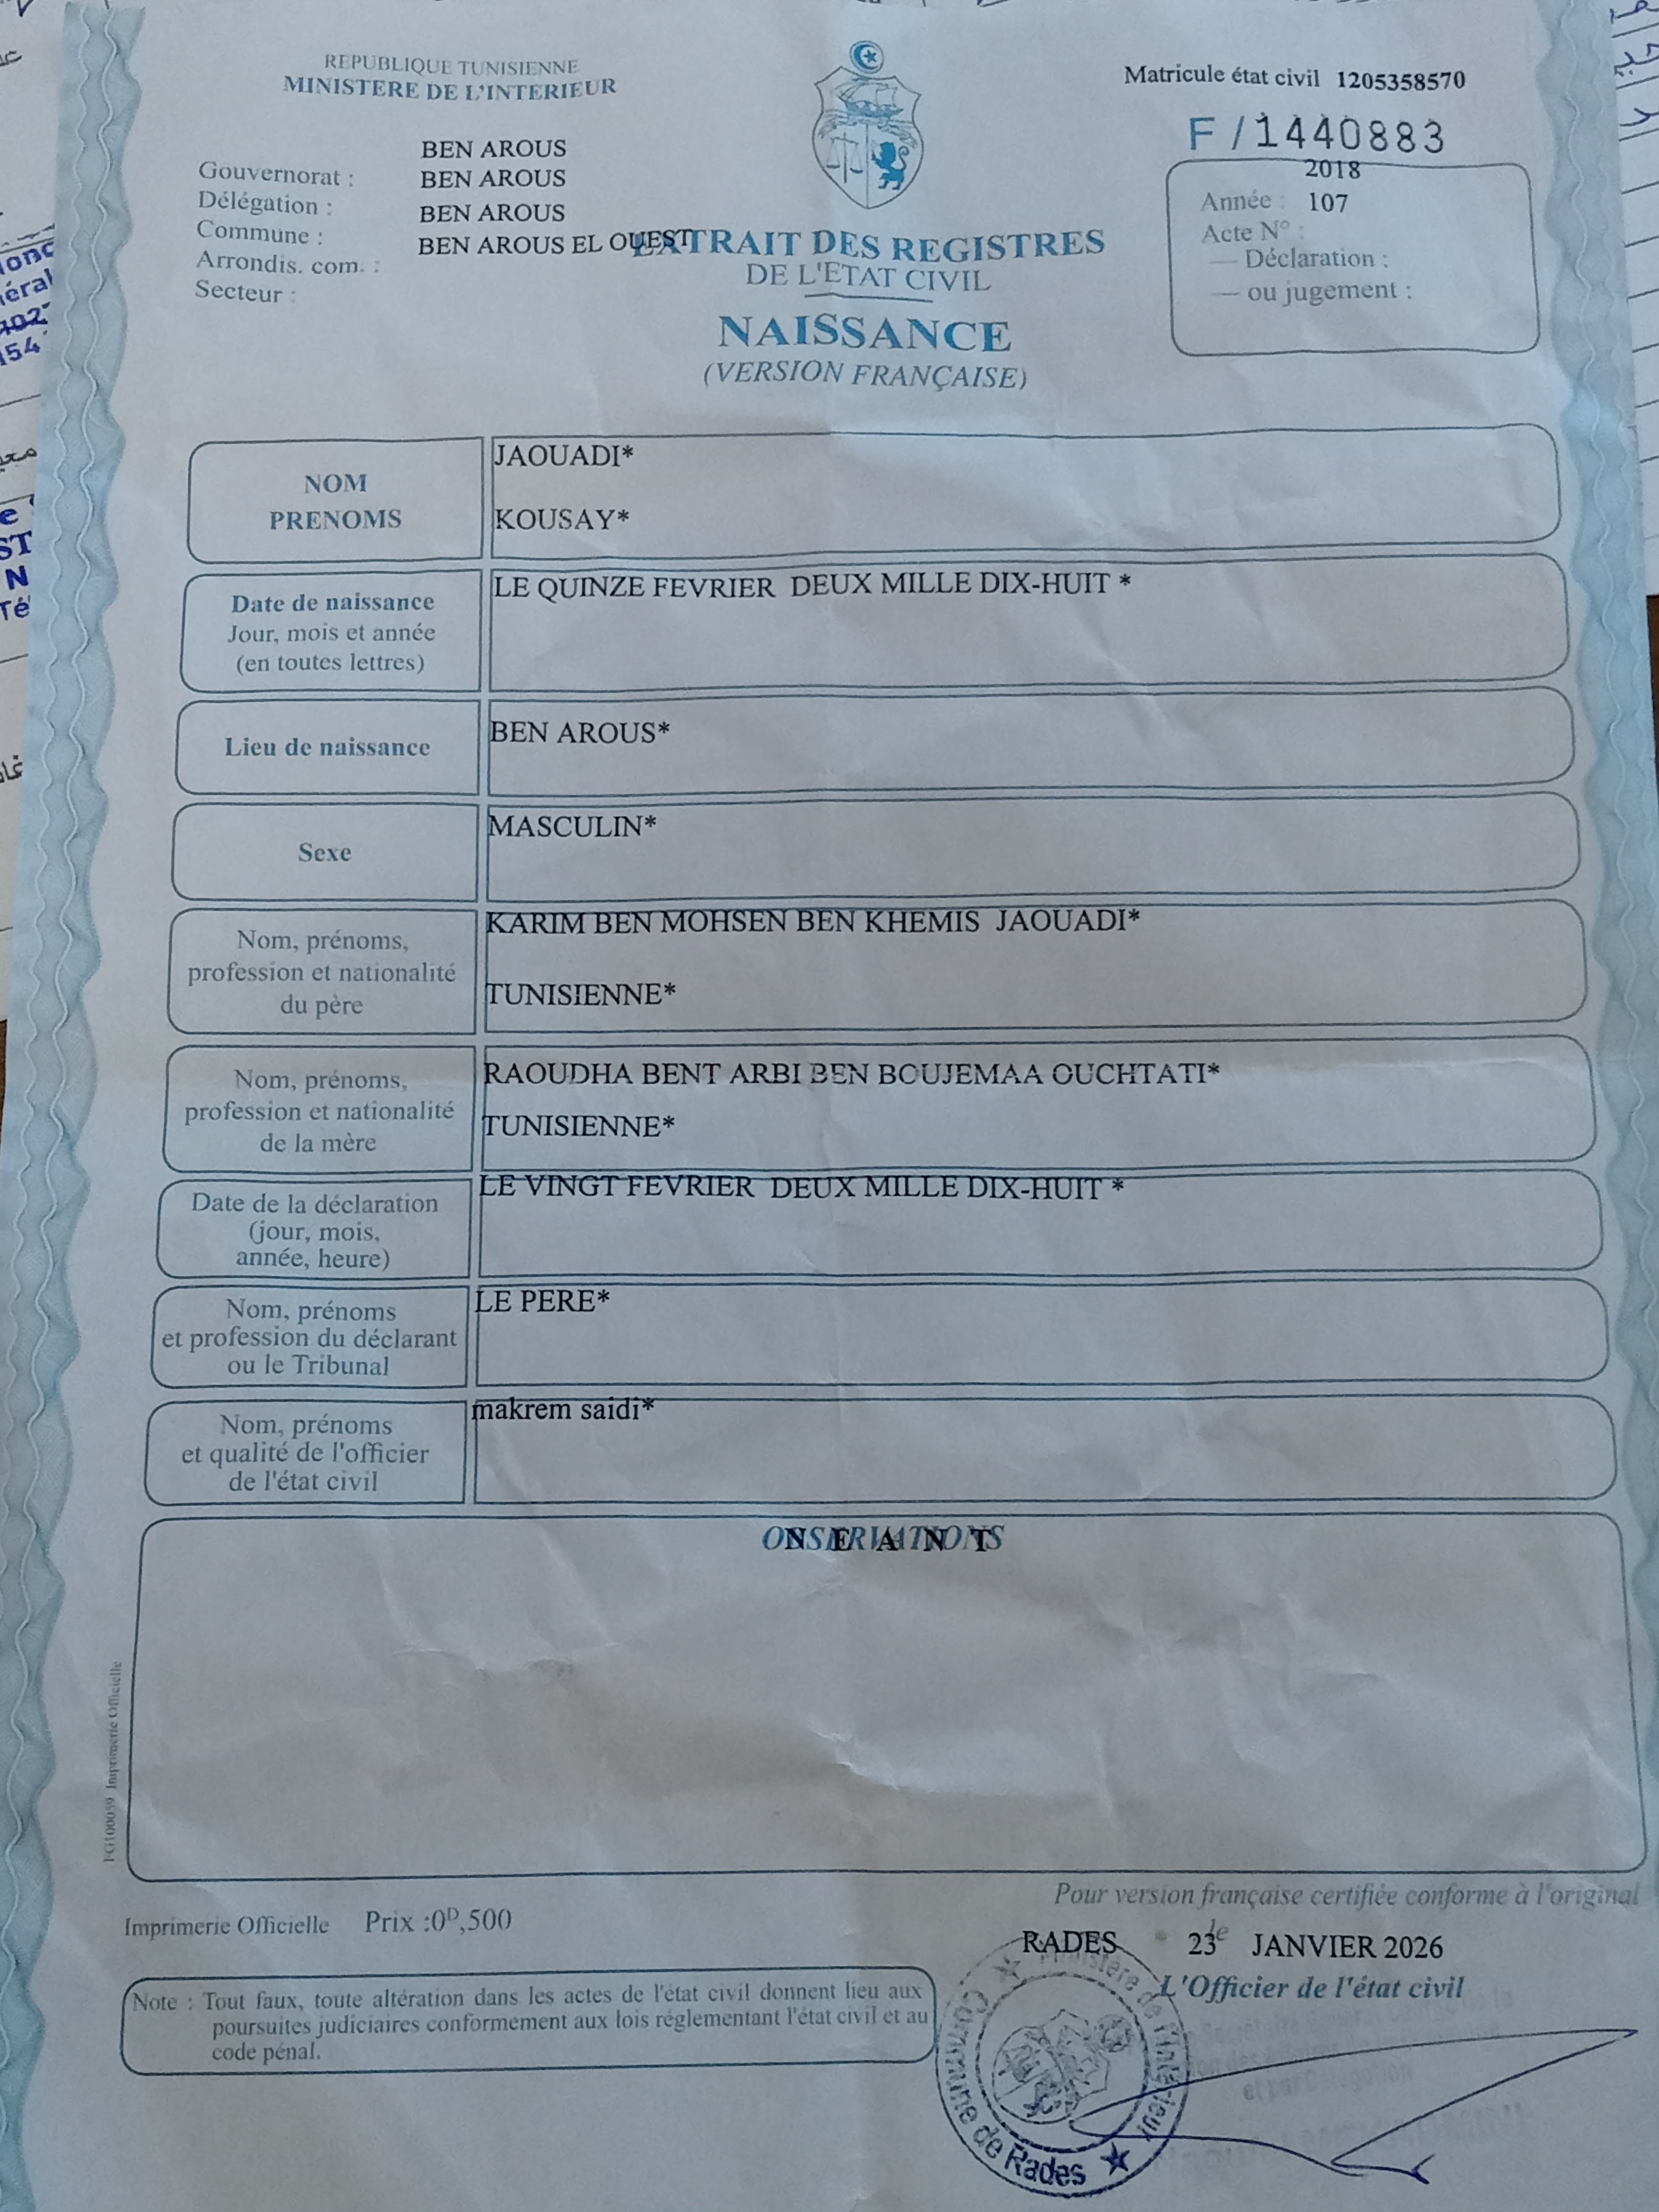 REPUBLIQUE TUNISIENNE
MINISTERE DE L'INTERIEUR
Matricule état civil 1205358570
F / 1440883
BEN AROUS
Gouvernorat : BEN AROUS
Délégation : BEN AROUS
Commune : BEN AROUS EL OUEST
Arrondis. com. :
Secteur :
2018
Année : 107
Acte N° :
— Déclaration :
— ou jugement :
EXTRAIT DES REGISTRES
DE L'ETAT CIVIL
NAISSANCE
(VERSION FRANÇAISE)
NOM
PRENOMS
JAOUADI*
KOUSAY*
Date de naissance
Jour, mois et année
(en toutes lettres)
LE QUINZE FEVRIER DEUX MILLE DIX-HUIT *
Lieu de naissance
BEN AROUS*
Sexe
MASCULIN*
Nom, prénoms,
profession et nationalité
du père
KARIM BEN MOHSEN BEN KHEMIS JAOUADI*
TUNISIENNE*
Nom, prénoms,
profession et nationalité
de la mère
RAOUDHA BENT ARBI BEN BOUJEMAA OUCHTATI*
TUNISIENNE*
Date de la déclaration
(jour, mois,
année, heure)
LE VINGT FEVRIER DEUX MILLE DIX-HUIT *
Nom, prénoms
et profession du déclarant
ou le Tribunal
LE PERE*
Nom, prénoms
et qualité de l'officier
de l'état civil
makrem saidi*
OBSERVATIONS
N E A N T
FG100059 Imprimerie Officielle
Pour version française certifiée conforme à l'original
Imprimerie Officielle Prix :0D,500
RADES le 23 JANVIER 2026
L'Officier de l'état civil
Note : Tout faux, toute altération dans les actes de l'état civil donnent lieu aux
poursuites judiciaires conformement aux lois réglementant l'état civil et au
code pénal.
Ministère de l'Intérieur
Commune de Rades